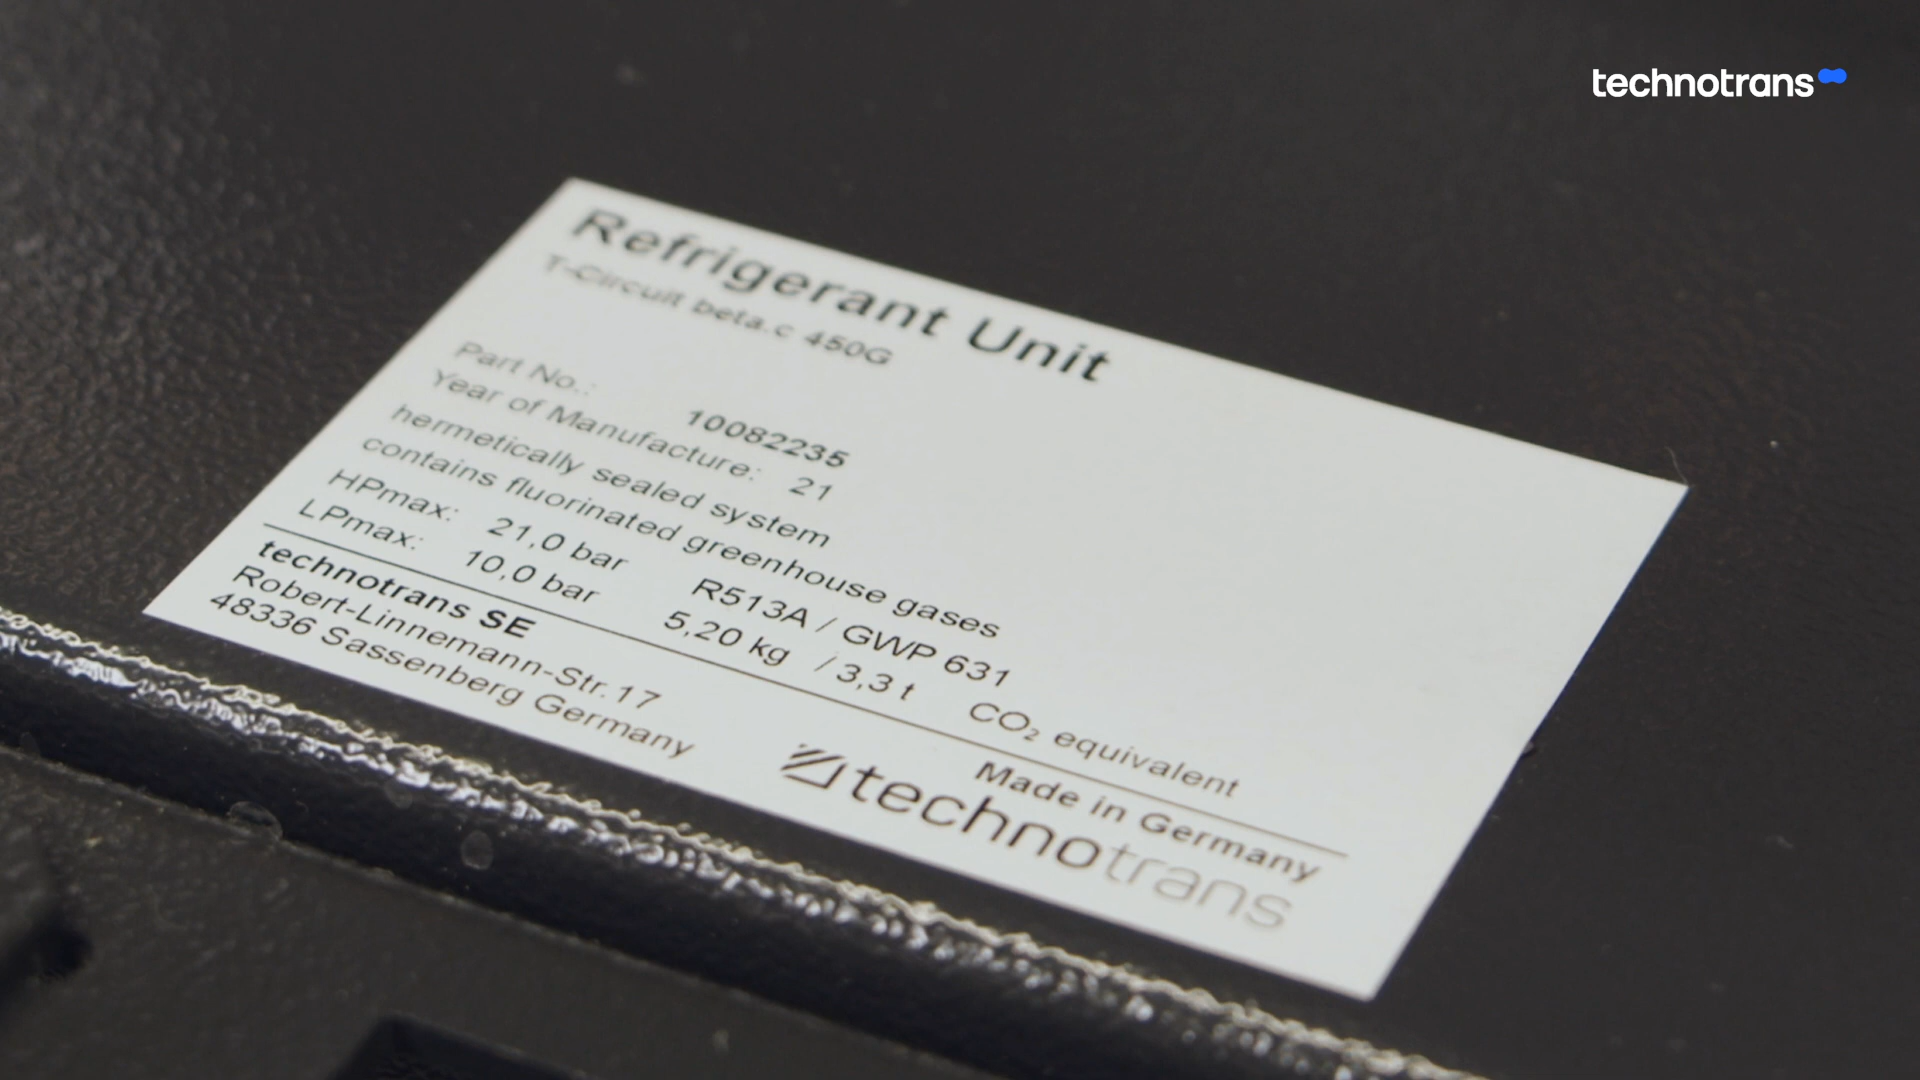 technotrans
Refrigerant Unit
T-Circuit beta.c 450G
Part No.: 10082235
Year of Manufacture: 21
hermetically sealed system
contains fluorinated greenhouse gases
HPmax: 21,0 bar R513A / GWP 631
LPmax: 10,0 bar 5,20 kg / 3,3 t CO₂ equivalent
technotrans SE Made in Germany
Robert-Linnemann-Str.17
48336 Sassenberg Germany
technotrans